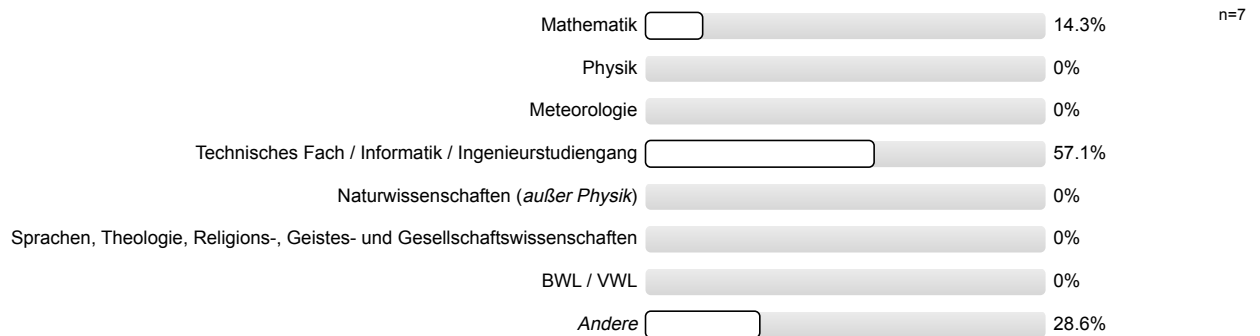 n=7
Mathematik 14.3%
Physik 0%
Meteorologie 0%
Technisches Fach / Informatik / Ingenieurstudiengang 57.1%
Naturwissenschaften (außer Physik) 0%
Sprachen, Theologie, Religions-, Geistes- und Gesellschaftswissenschaften 0%
BWL / VWL 0%
Andere 28.6%